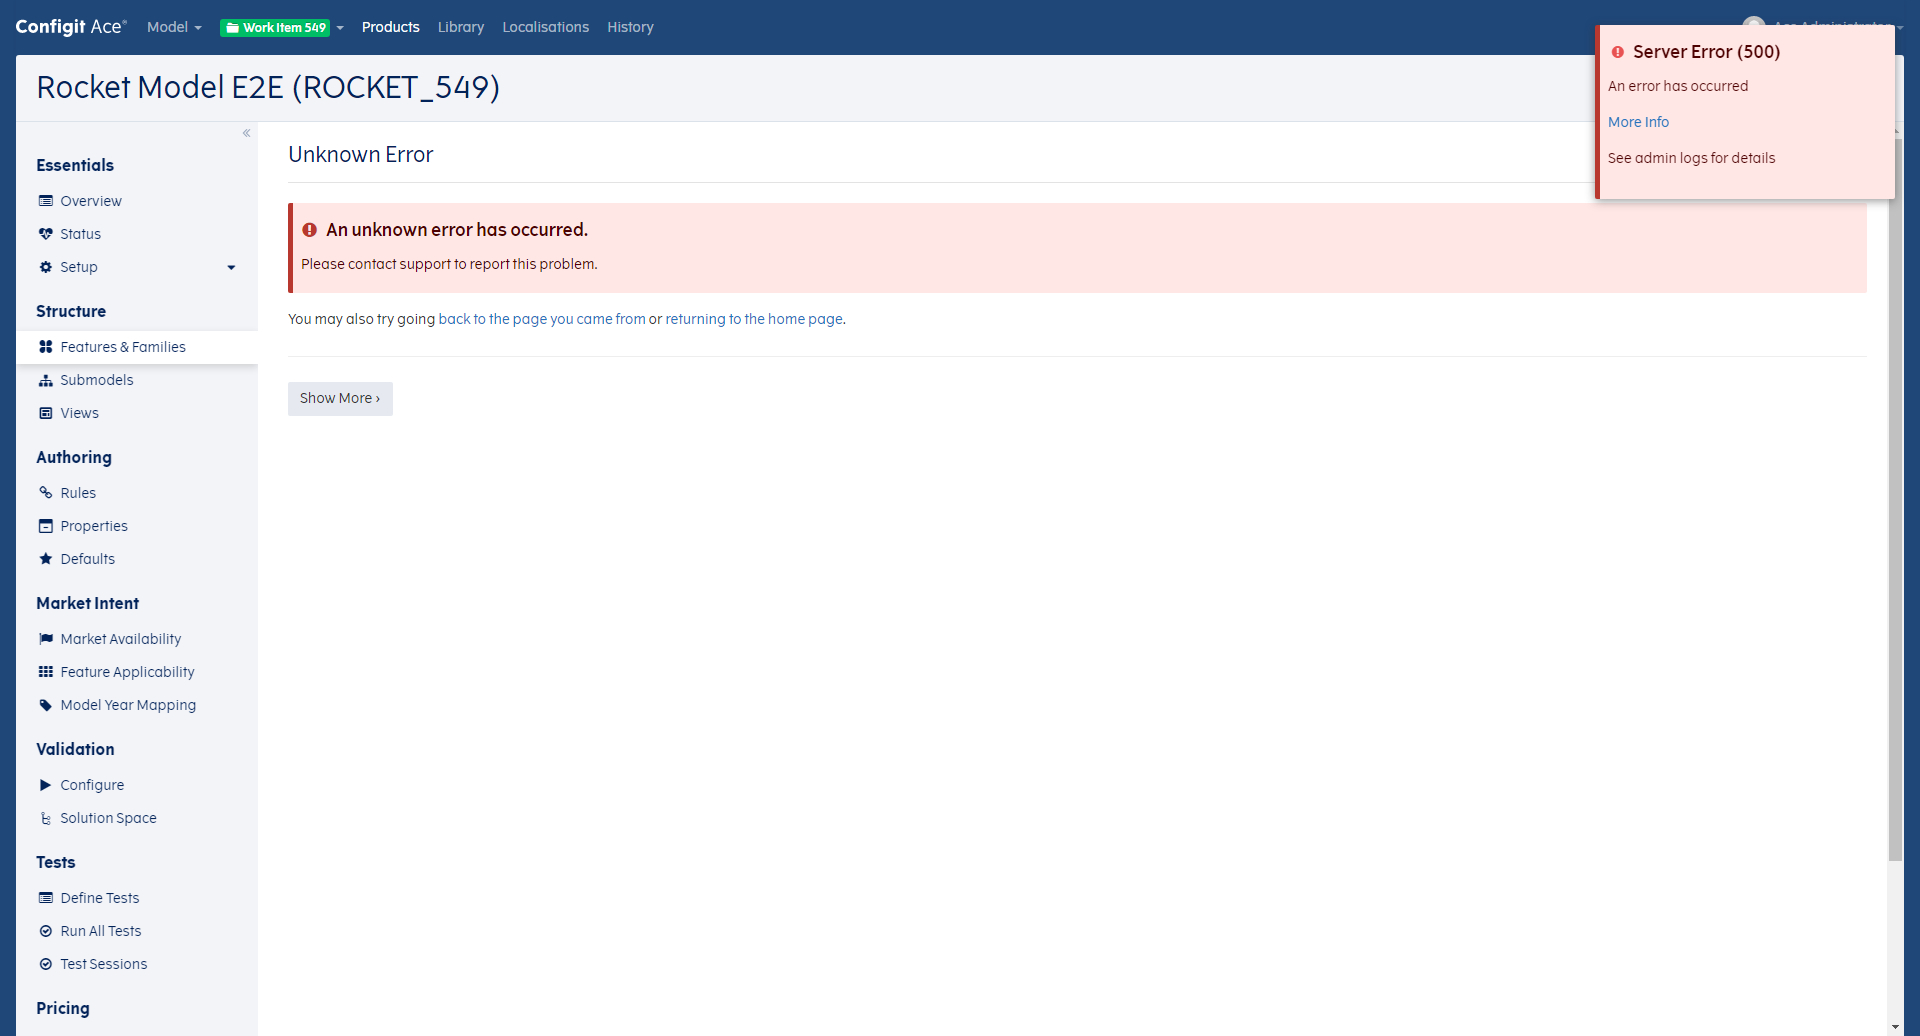 Configit Ace® Model Work Item 549 Products Library Localisations History
Rocket Model E2E (ROCKET_549)
Server Error (500)
An error has occurred
More Info
See admin logs for details
«
Essentials
Overview
Status
Setup
Structure
Features & Families
Submodels
Views
Authoring
Rules
Properties
Defaults
Market Intent
Market Availability
Feature Applicability
Model Year Mapping
Validation
Configure
Solution Space
Tests
Define Tests
Run All Tests
Test Sessions
Pricing
Unknown Error
An unknown error has occurred.
Please contact support to report this problem.
You may also try going back to the page you came from or returning to the home page.
Show More ›